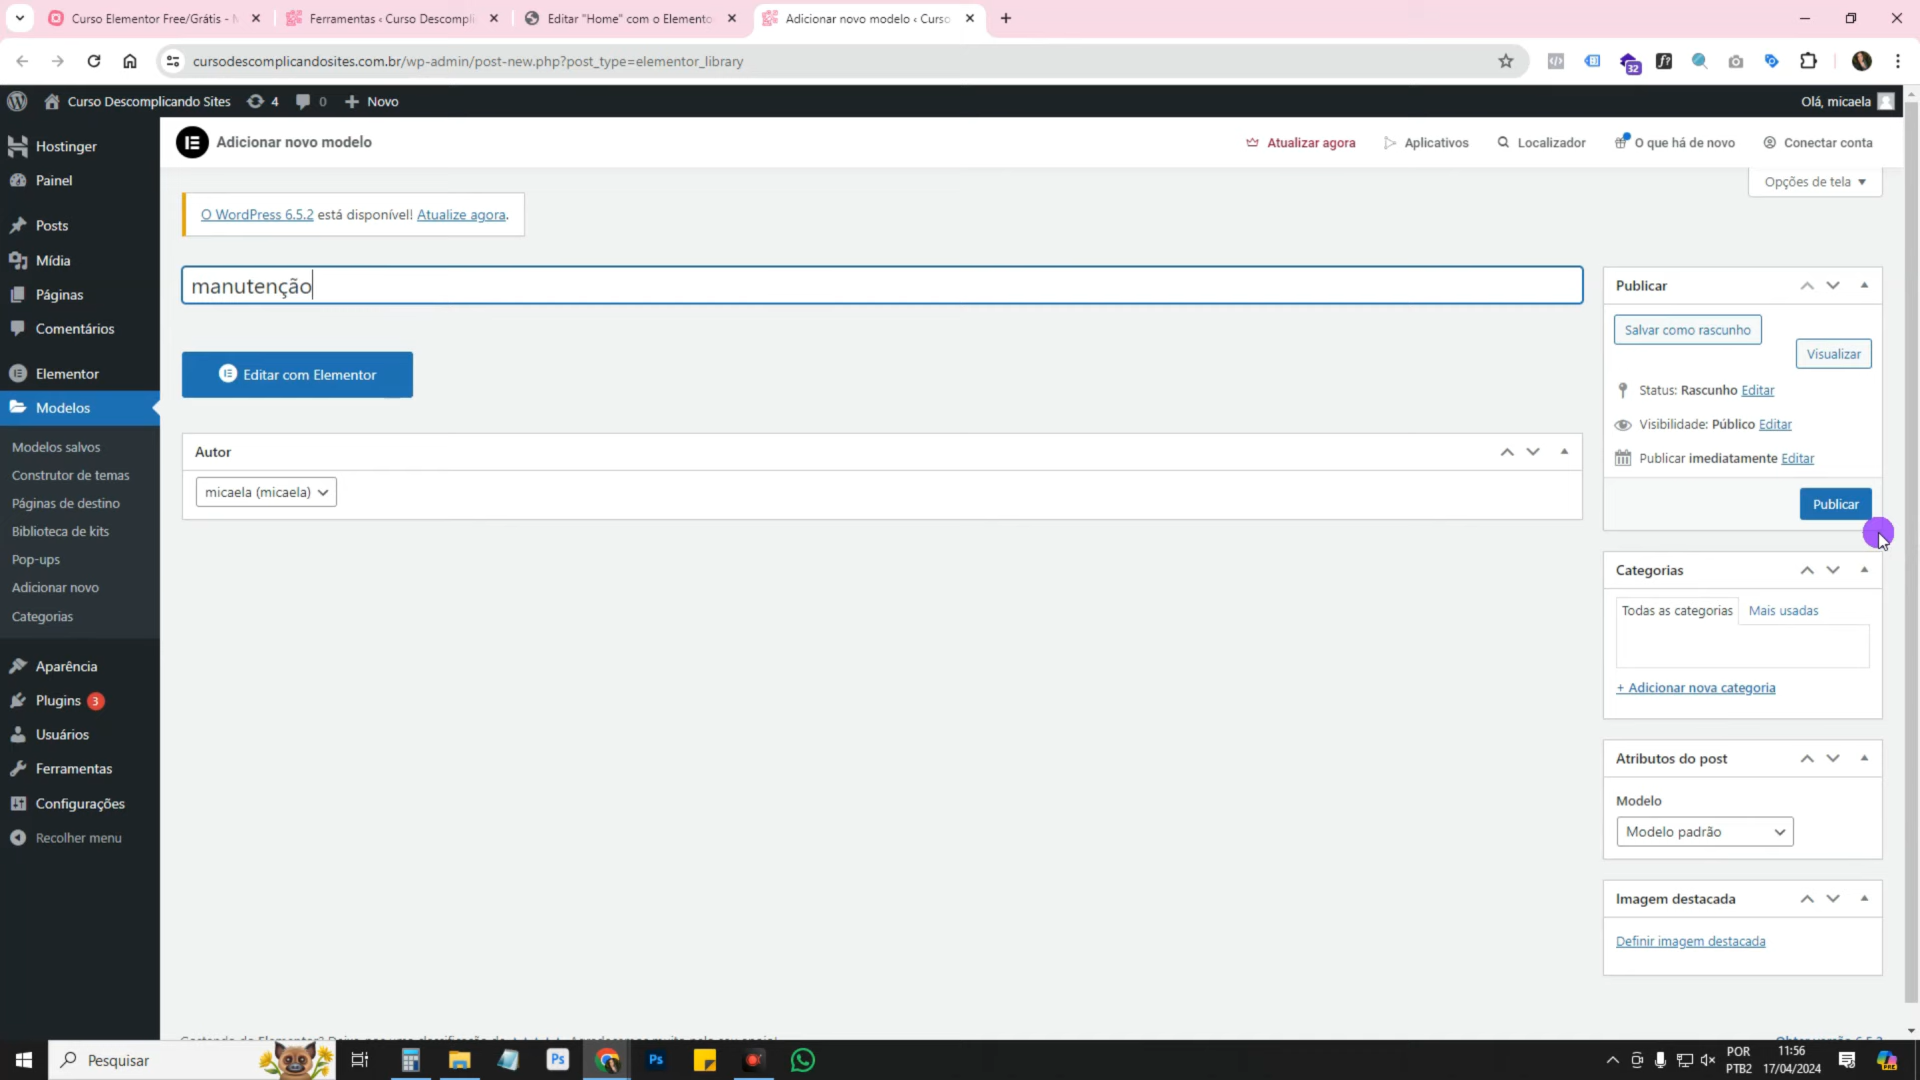 Curso Elementor Free/Grátis -
Ferramentas ‹ Curso Descompli
Editar "Home" com o Elemento
Adicionar novo modelo ‹ Curso
cursodescomplicandosites.com.br/wp-admin/post-new.php?post_type=elementor_library
32
Curso Descomplicando Sites
4
0
Novo
Olá, micaela
Hostinger
Painel
Posts
Mídia
Páginas
Comentários
Elementor
Modelos
Modelos salvos
Construtor de temas
Páginas de destino
Biblioteca de kits
Pop-ups
Adicionar novo
Categorias
Aparência
Plugins 3
Usuários
Ferramentas
Configurações
Recolher menu
Adicionar novo modelo
Atualizar agora
Aplicativos
Localizador
O que há de novo
Conectar conta
Opções de tela
O WordPress 6.5.2 está disponível! Atualize agora.
manutenção
Editar com Elementor
Autor
micaela (micaela)
Publicar
Salvar como rascunho
Visualizar
Status: Rascunho Editar
Visibilidade: Público Editar
Publicar imediatamente Editar
Publicar
Categorias
Todas as categorias
Mais usadas
+ Adicionar nova categoria
Atributos do post
Modelo
Modelo padrão
Imagem destacada
Definir imagem destacada
Pesquisar
Ps
Ps
POR
PTB2
11:56
17/04/2024